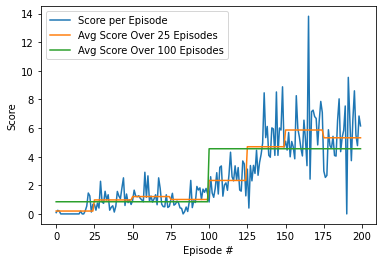 Score per Episode
Avg Score Over 25 Episodes
Avg Score Over 100 Episodes
14
12
10
8
6
4
2
0
Score
0 25 50 75 100 125 150 175 200
Episode #